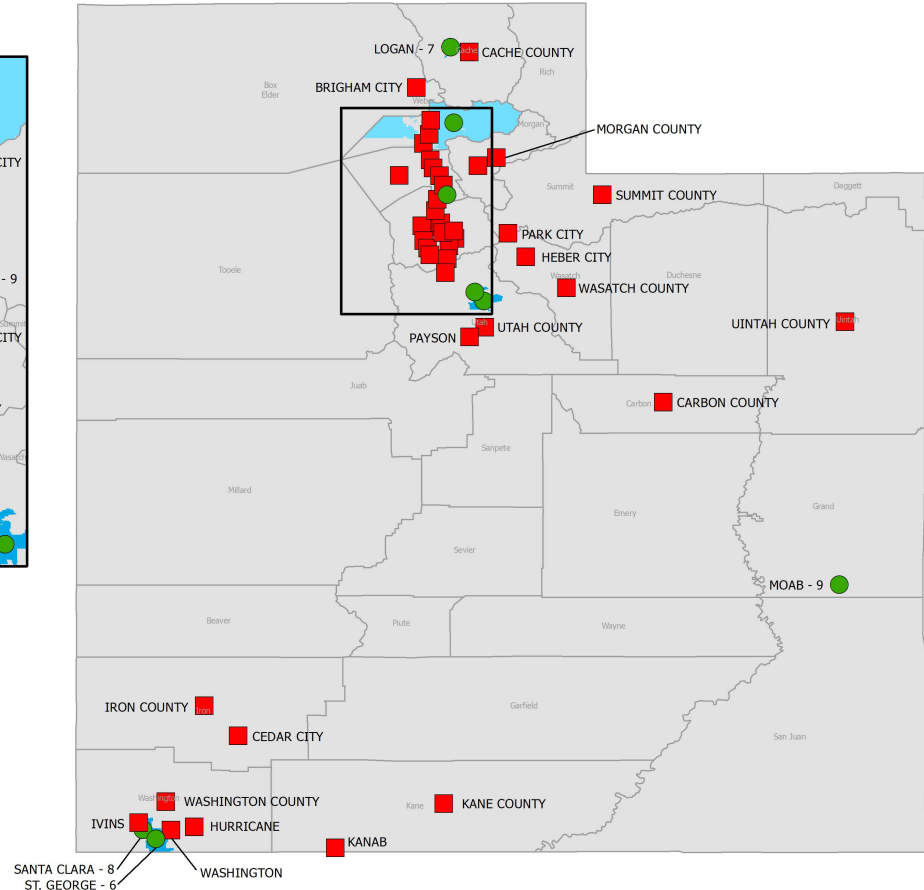 LOGAN - 7
Cache
CACHE COUNTY
Rich
BRIGHAM CITY
Box
Elder
Weber
Morgan
MORGAN COUNTY
CITY
Summit
SUMMIT COUNTY
Daggett
PARK CITY
HEBER CITY
Tooele
- 9
Wasatch
Duchesne
WASATCH COUNTY
Summit
UTAH COUNTY
Utah
UINTAH COUNTY
Uintah
CITY
PAYSON
Juab
Carbon
CARBON COUNTY
Sanpete
Wasatch
Millard
Emery
Grand
Sevier
MOAB - 9
Beaver
Piute
Wayne
IRON COUNTY
Iron
Garfield
CEDAR CITY
San Juan
Washington
WASHINGTON COUNTY
Kane
KANE COUNTY
IVINS
HURRICANE
KANAB
SANTA CLARA - 8
WASHINGTON
ST. GEORGE - 6